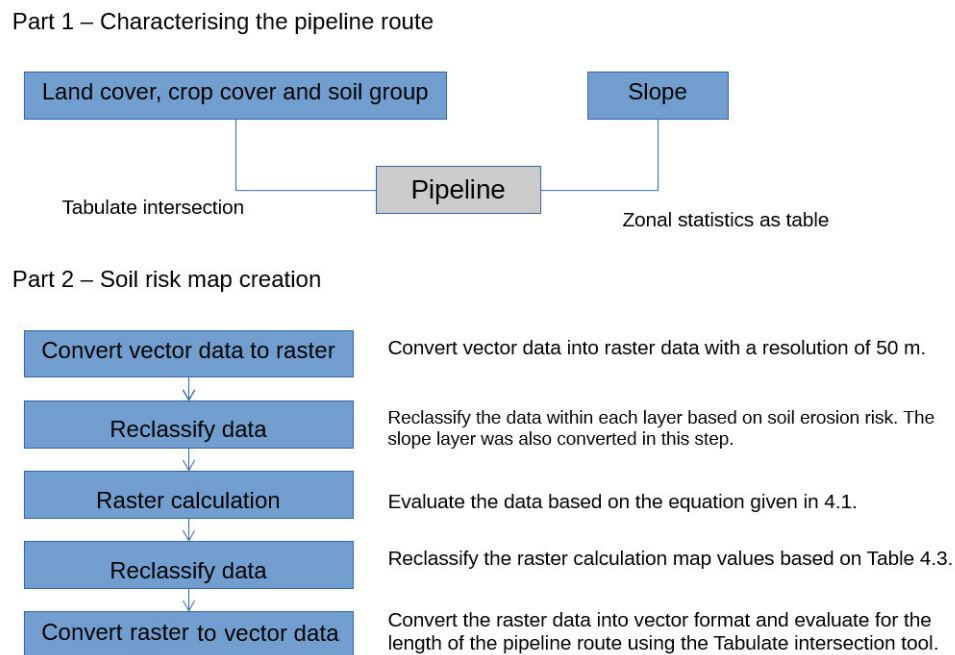 Part 1 – Characterising the pipeline route
Land cover, crop cover and soil group
Slope
Pipeline
Tabulate intersection
Zonal statistics as table
Part 2 – Soil risk map creation
Convert vector data to raster
Convert vector data into raster data with a resolution of 50 m.
Reclassify data
Reclassify the data within each layer based on soil erosion risk. The
slope layer was also converted in this step.
Raster calculation
Evaluate the data based on the equation given in 4.1.
Reclassify data
Reclassify the raster calculation map values based on Table 4.3.
Convert raster to vector data
Convert the raster data into vector format and evaluate for the
length of the pipeline route using the Tabulate intersection tool.